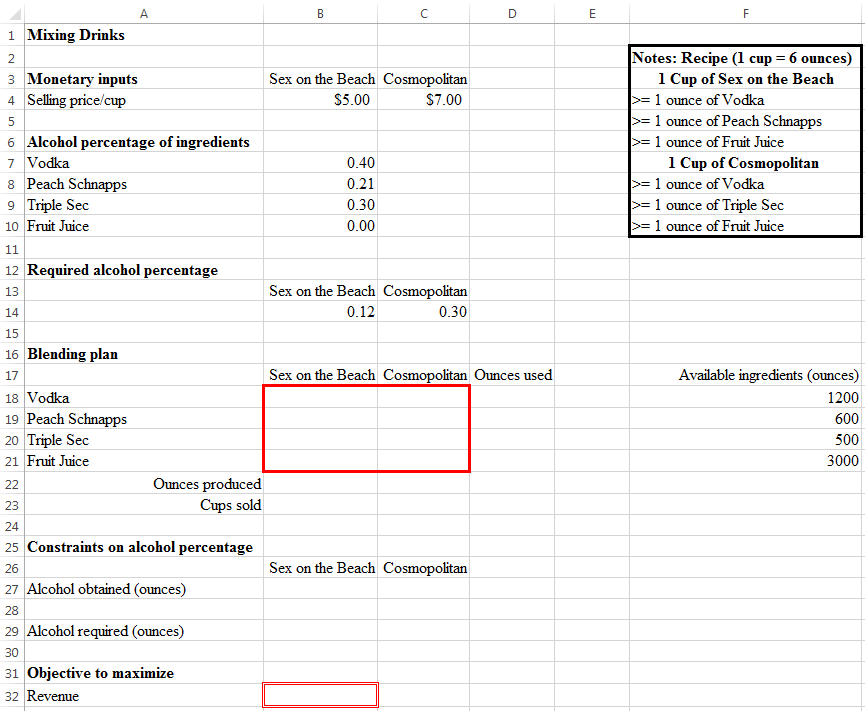 A B C D E F
1 Mixing Drinks
2 Notes: Recipe (1 cup = 6 ounces)
3 Monetary inputs Sex on the Beach Cosmopolitan 1 Cup of Sex on the Beach
4 Selling price/cup $5.00 $7.00 >= 1 ounce of Vodka
5 >= 1 ounce of Peach Schnapps
6 Alcohol percentage of ingredients >= 1 ounce of Fruit Juice
7 Vodka 0.40 1 Cup of Cosmopolitan
8 Peach Schnapps 0.21 >= 1 ounce of Vodka
9 Triple Sec 0.30 >= 1 ounce of Triple Sec
10 Fruit Juice 0.00 >= 1 ounce of Fruit Juice
11
12 Required alcohol percentage
13 Sex on the Beach Cosmopolitan
14 0.12 0.30
15
16 Blending plan
17 Sex on the Beach Cosmopolitan Ounces used Available ingredients (ounces)
18 Vodka 1200
19 Peach Schnapps 600
20 Triple Sec 500
21 Fruit Juice 3000
22 Ounces produced
23 Cups sold
24
25 Constraints on alcohol percentage
26 Sex on the Beach Cosmopolitan
27 Alcohol obtained (ounces)
28
29 Alcohol required (ounces)
30
31 Objective to maximize
32 Revenue